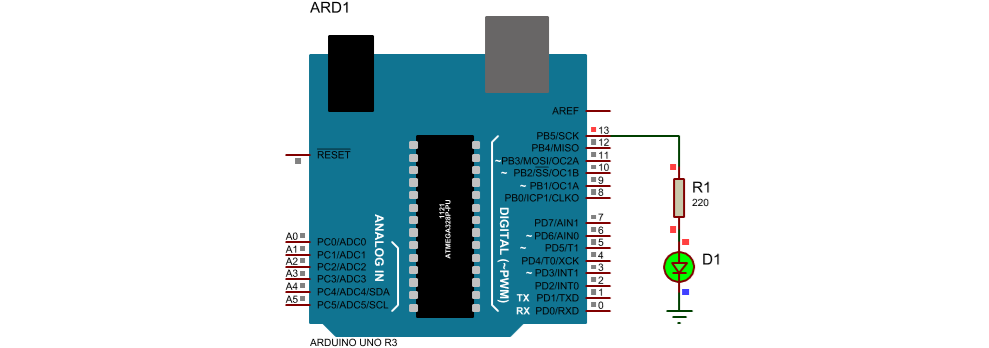 ARD1
AREF
PB5/SCK 13
PB4/MISO 12
~PB3/MOSI/OC2A 11
~ PB2/SS/OC1B 10
~ PB1/OC1A 9
PB0/ICP1/CLKO 8
PD7/AIN1 7
~ PD6/AIN0 6
~ PD5/T1 5
PD4/T0/XCK 4
~ PD3/INT1 3
PD2/INT0 2
TX PD1/TXD 1
RX PD0/RXD 0
RESET
A0 PC0/ADC0
A1 PC1/ADC1
A2 PC2/ADC2
A3 PC3/ADC3
A4 PC4/ADC4/SDA
A5 PC5/ADC5/SCL
ANALOG IN
1121
ATMEGA328P-PU
DIGITAL (~PWM)
R1
220
D1
ARDUINO UNO R3